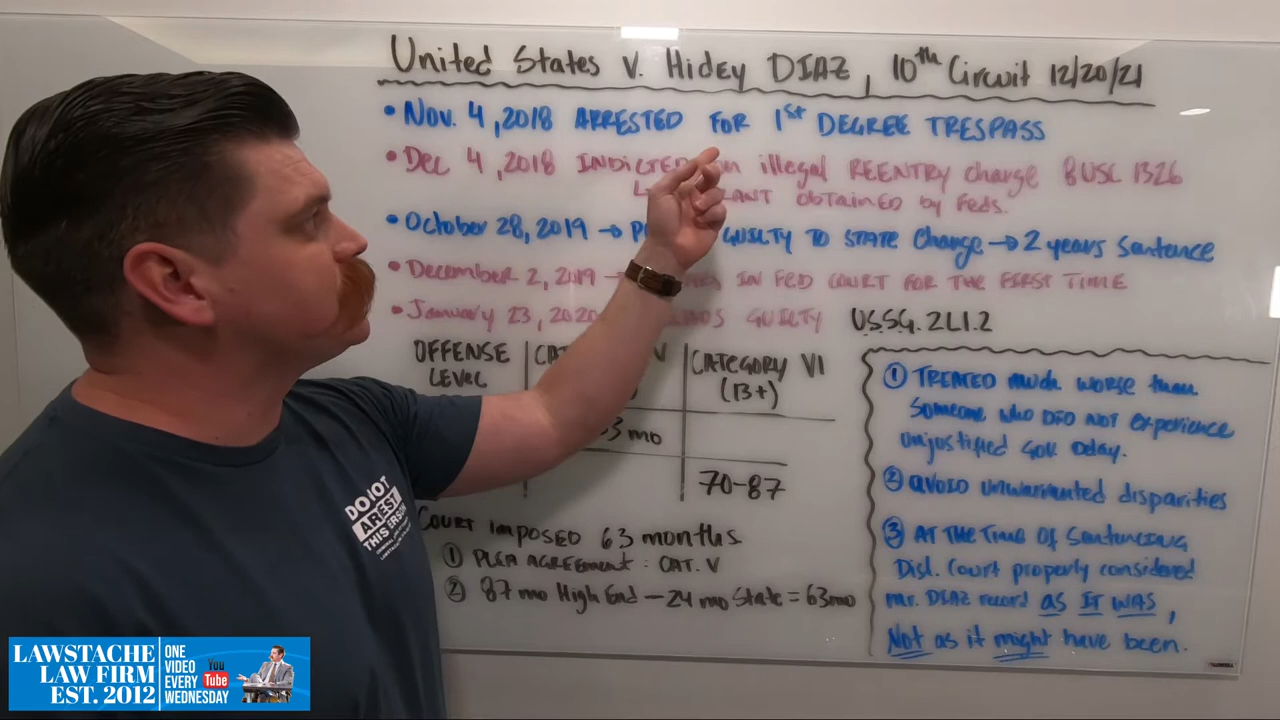 United States v. Hidey DIAZ, 10th Circuit 12/20/21
• Nov. 4, 2018 ARRESTED FOR 1st DEGREE TRESPASS
• Dec 4, 2018 INDICTED on illegal REENTRY charge 8 USC 1326
obtained by Feds.
• October 28, 2019 → GUILTY TO STATE Charge → 2 years Sentence
• December 2, 2019 → IN FED COURT FOR THE FIRST TIME
• January 23, 2020 GUILTY USSG. 2L1.2
OFFENSE LEVEL
CATEGORY VI
(13+)
mo
70-87
Court imposed 63 months
① PLEA AGREEMENT: CAT. V
② 87 mo High End – 24 mo State = 63mo
① TREATED much worse than
Someone who DID NOT experience
unjustified Gov. Delay.
② avoid unwarranted disparities
③ AT THE Time of Sentencing
Dist. Court properly considered
Mr. DIAZ record as IT WAS,
Not as it might have been.
DO NOT
ARREST
THIS PERSON
LAWSTACHE
LAW FIRM
EST. 2012
ONE
VIDEO
EVERY
WEDNESDAY
You
Tube